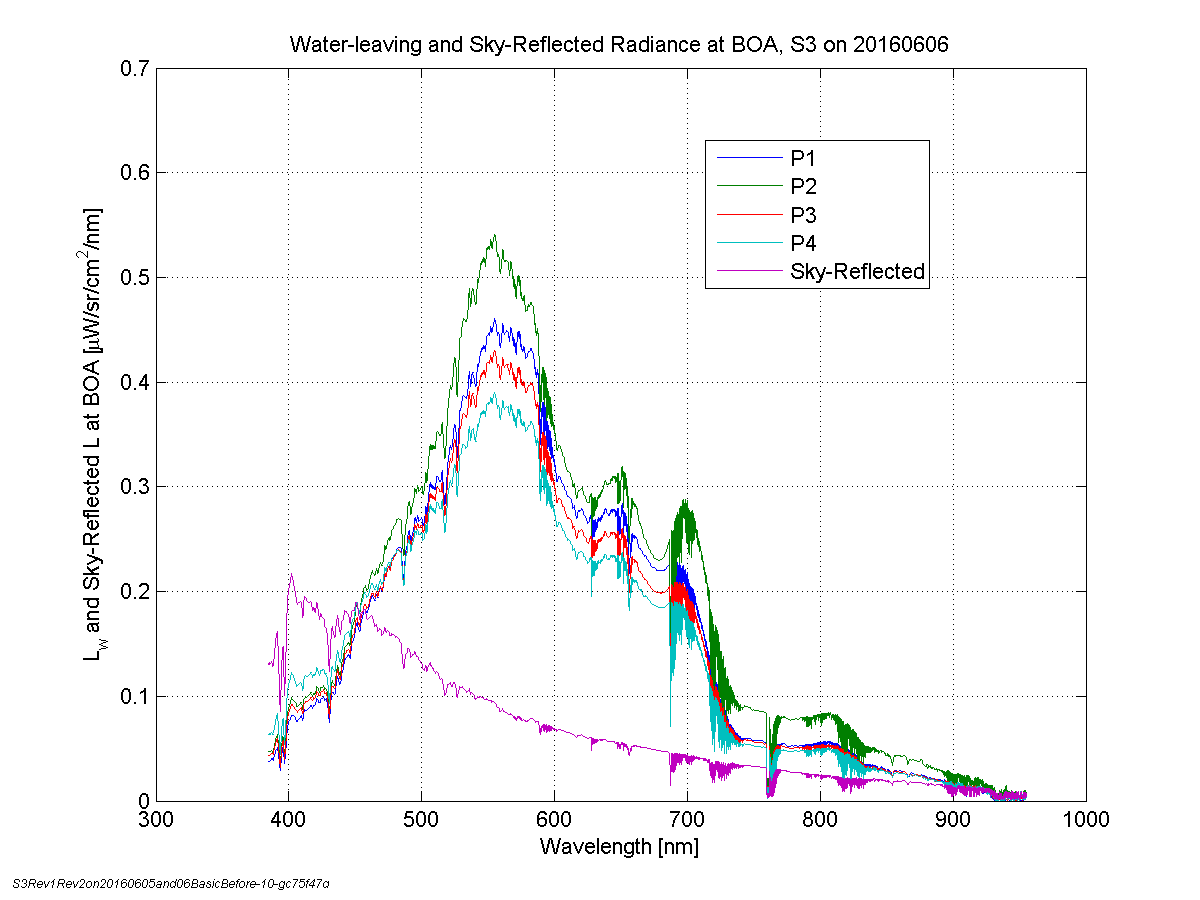 Water-leaving and Sky-Reflected Radiance at BOA, S3 on 20160606
0.7
0.6
0.5
0.4
0.3
0.2
0.1
0
L_w and Sky-Reflected L at BOA [μW/sr/cm²/nm]
P1
P2
P3
P4
Sky-Reflected
300 400 500 600 700 800 900 1000
Wavelength [nm]
S3Rev1Rev2on20160605and06BasicBefore-10-gc75f47a